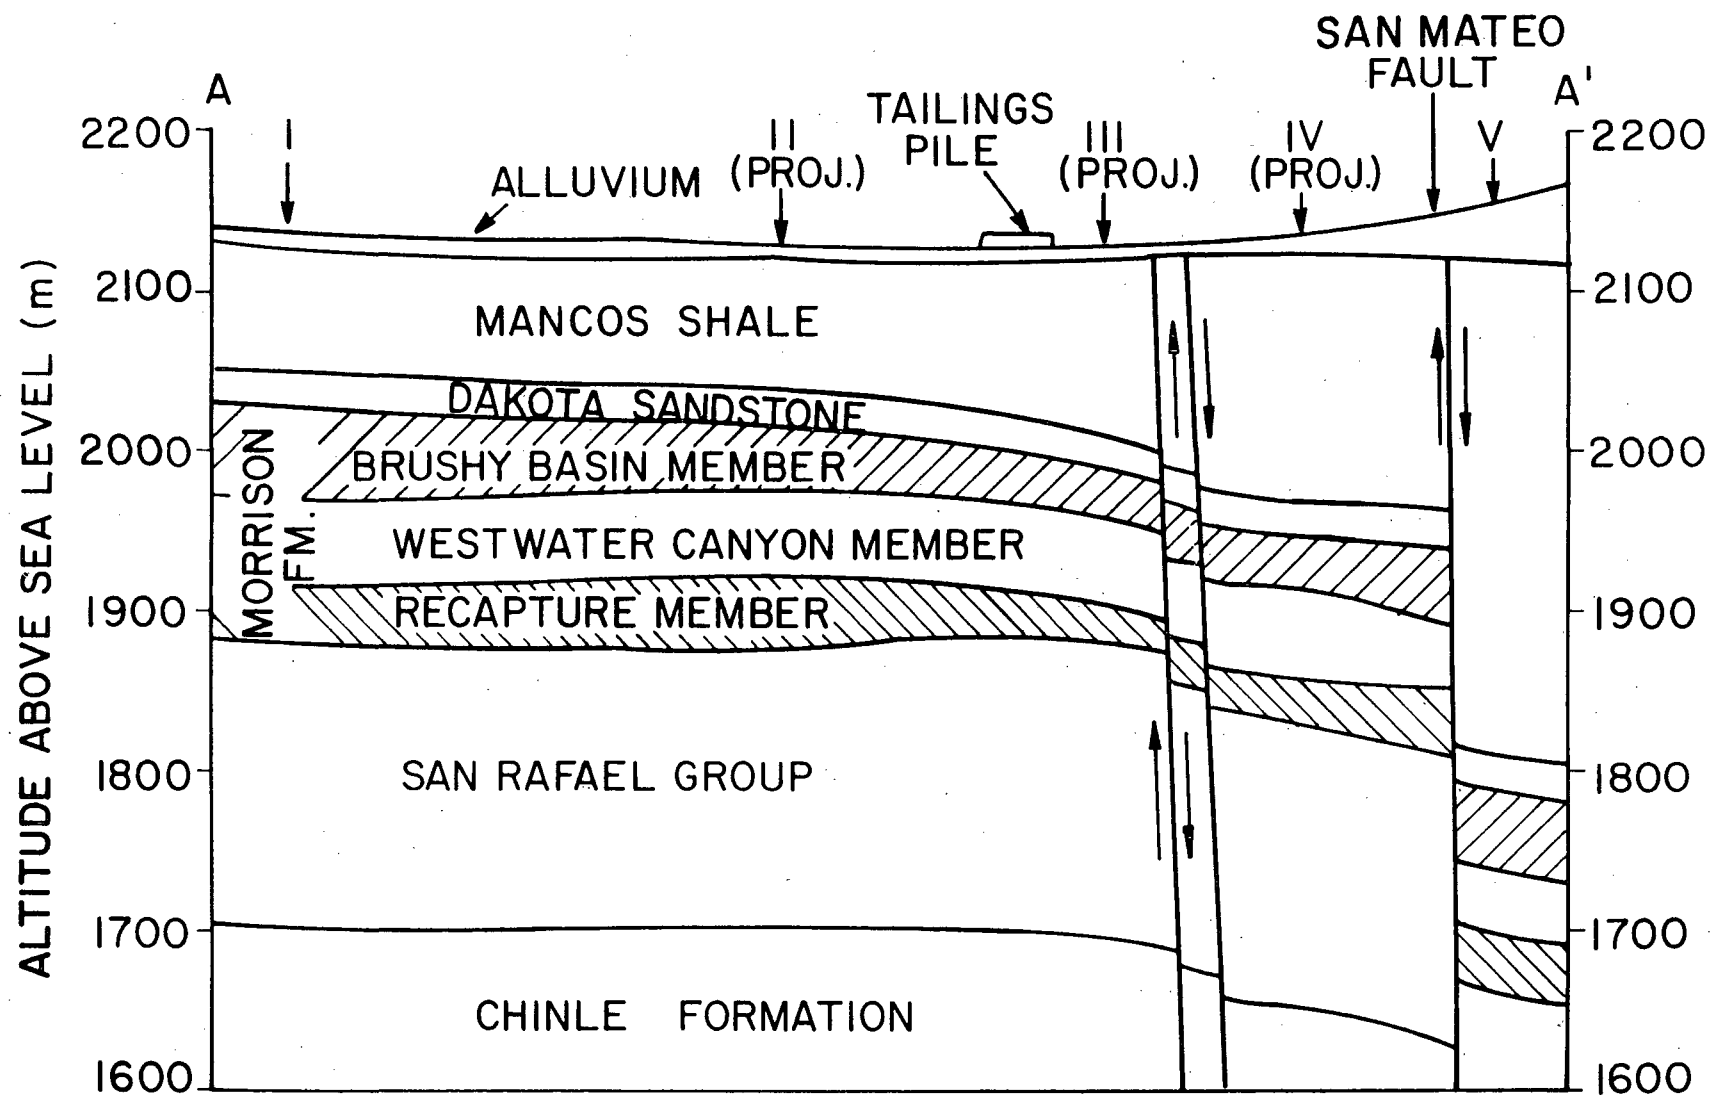 SAN MATEO
FAULT
A
A'
TAILINGS
PILE
2200
I
II
(PROJ.)
III
(PROJ.)
IV
(PROJ.)
V
2200
ALLUVIUM
2100
2100
MANCOS SHALE
DAKOTA SANDSTONE
2000
2000
BRUSHY BASIN MEMBER
MORRISON
FM.
WESTWATER CANYON MEMBER
1900
1900
RECAPTURE MEMBER
1800
1800
SAN RAFAEL GROUP
1700
1700
CHINLE FORMATION
1600
1600
ALTITUDE ABOVE SEA LEVEL (m)